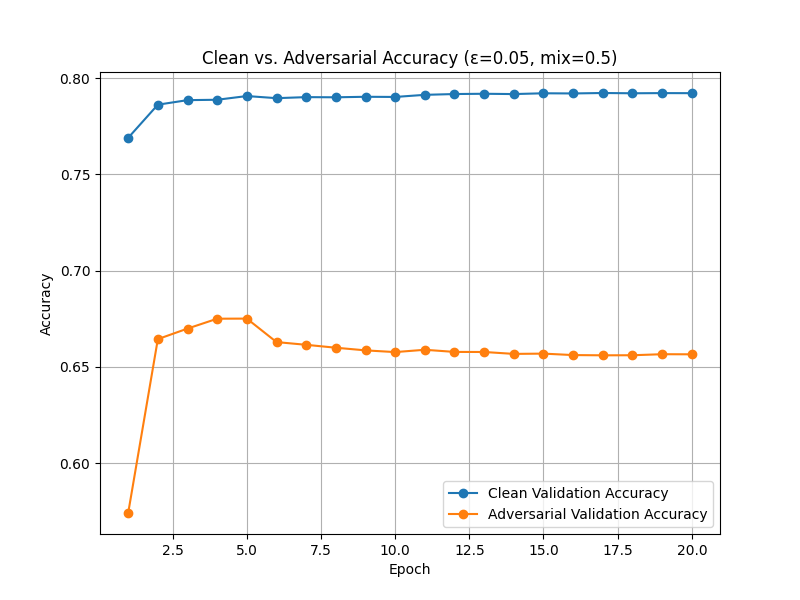 Clean vs. Adversarial Accuracy (ε=0.05, mix=0.5)
Accuracy
0.80
0.75
0.70
0.65
0.60
2.5 5.0 7.5 10.0 12.5 15.0 17.5 20.0
Epoch
Clean Validation Accuracy
Adversarial Validation Accuracy